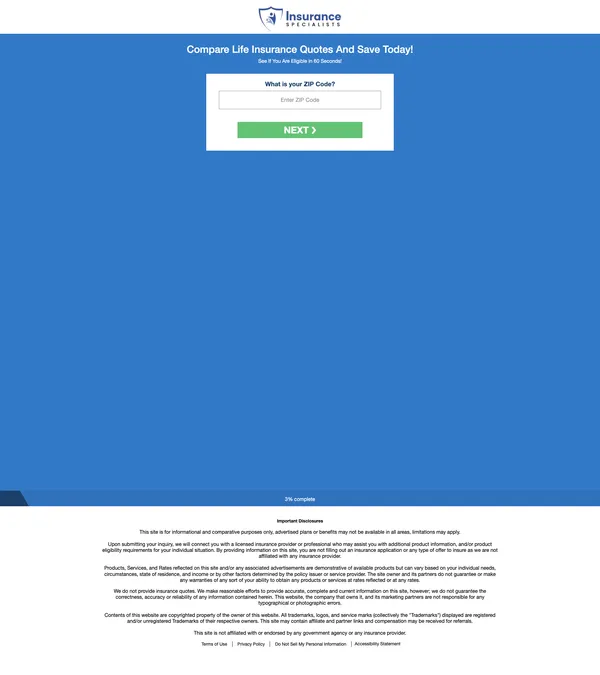 Insurance
SPECIALISTS
Compare Life Insurance Quotes And Save Today!
See If You Are Eligible in 60 Seconds!
What is your ZIP Code?
Enter ZIP Code
NEXT ❯
3% complete
Important Disclosures
This site is for informational and comparative purposes only, advertised plans or benefits may not be available in all areas, limitations may apply.
Upon submitting your inquiry, we will connect you with a licensed insurance provider or professional who may assist you with additional product information, and/or product
eligibility requirements for your individual situation. By providing information on this site, you are not filling out an insurance application or any type of offer to insure as we are not
affiliated with any insurance provider.
Products, Services, and Rates reflected on this site and/or any associated advertisements are demonstrative of available products but can vary based on your individual needs,
circumstances, state of residence, and income or by other factors determined by the policy issuer or service provider. The site owner and its partners do not guarantee or make
any warranties of any sort of your ability to obtain any products or services at rates reflected or at any rates.
We do not provide insurance quotes. We make reasonable efforts to provide accurate, complete and current information on this site, however; we do not guarantee the
correctness, accuracy or reliability of any information contained herein. This website, the company that owns it, and its marketing partners are not responsible for any
typographical or photographic errors.
Contents of this website are copyrighted property of the owner of this website. All trademarks, logos, and service marks (collectively the "Trademarks") displayed are registered
and/or unregistered Trademarks of their respective owners. This site may contain affiliate and partner links and compensation may be received for referrals.
This site is not affiliated with or endorsed by any government agency or any insurance provider.
Terms of Use | Privacy Policy | Do Not Sell My Personal Information | Accessibility Statement